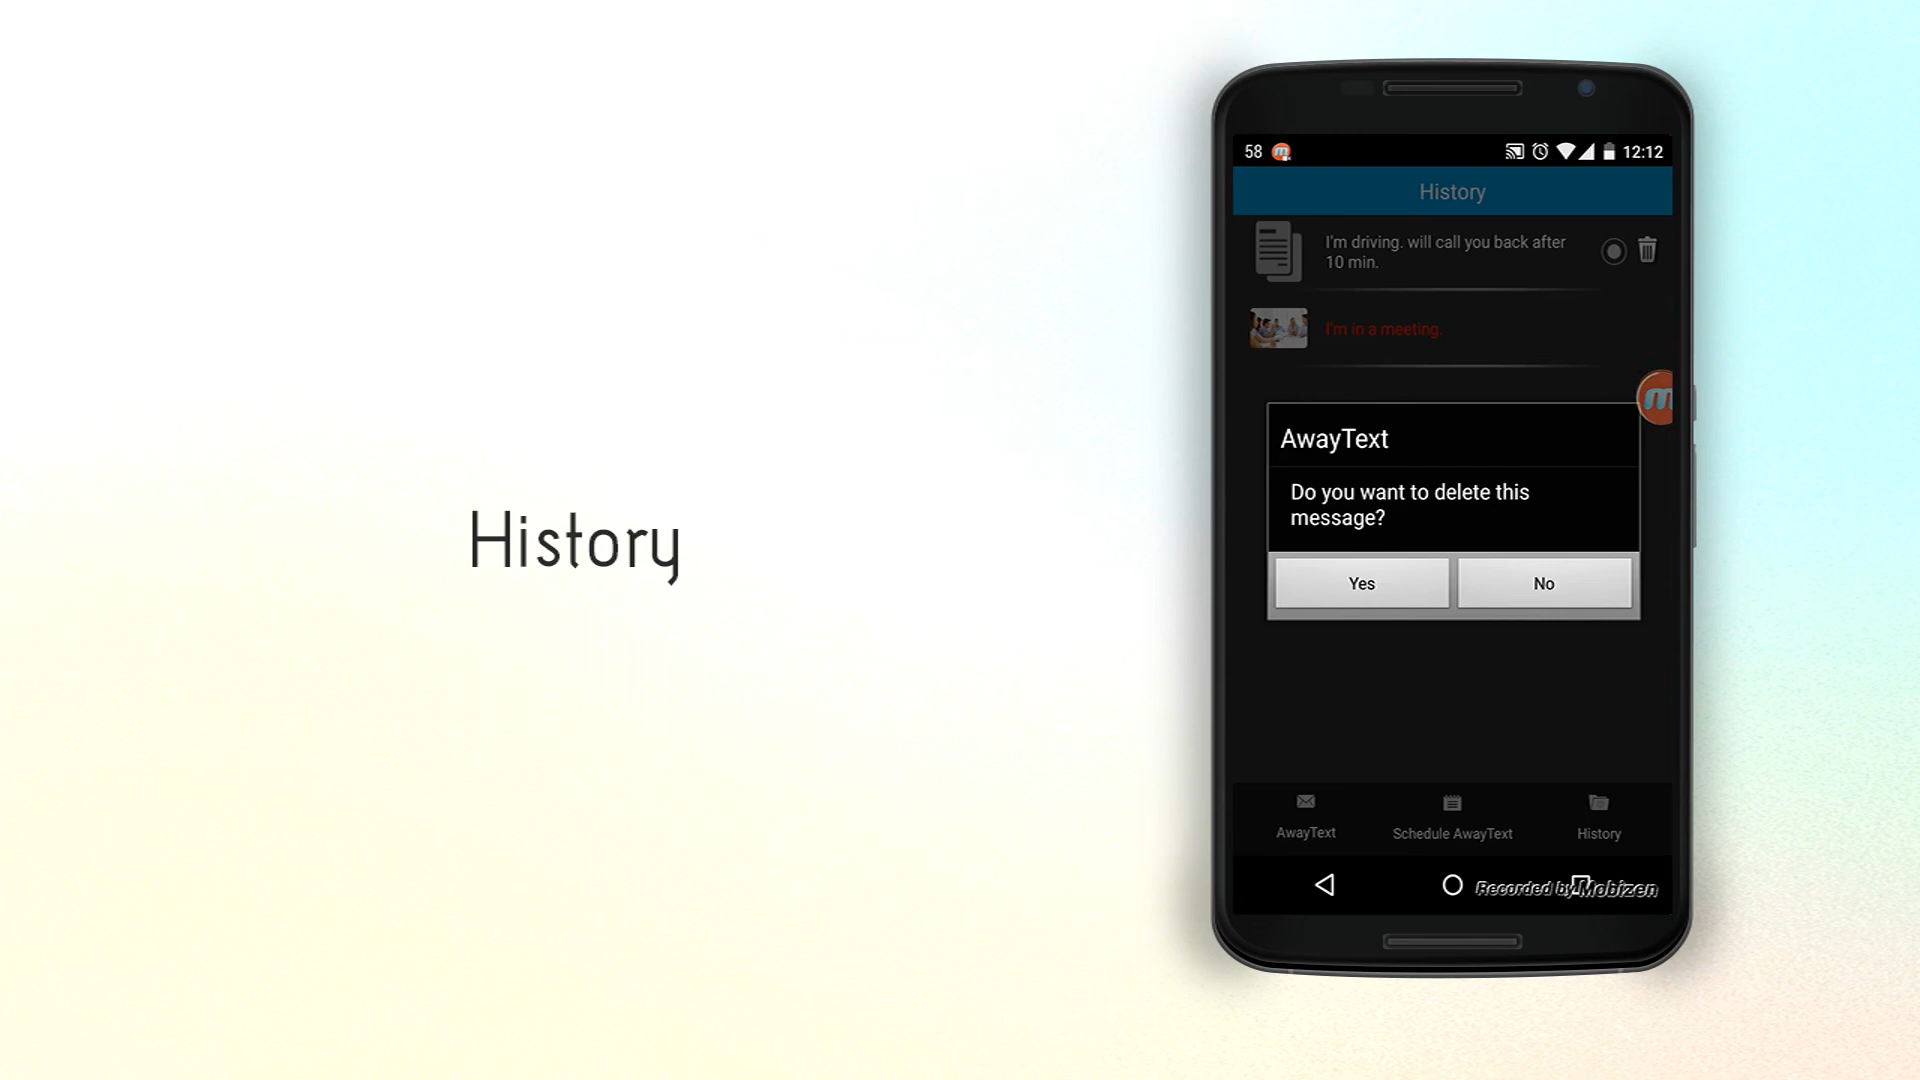 History
58
12:12
History
I'm driving. will call you back after
10 min.
I'm in a meeting.
AwayText
Do you want to delete this
message?
Yes
No
AwayText
Schedule AwayText
History
Recorded by Mobizen